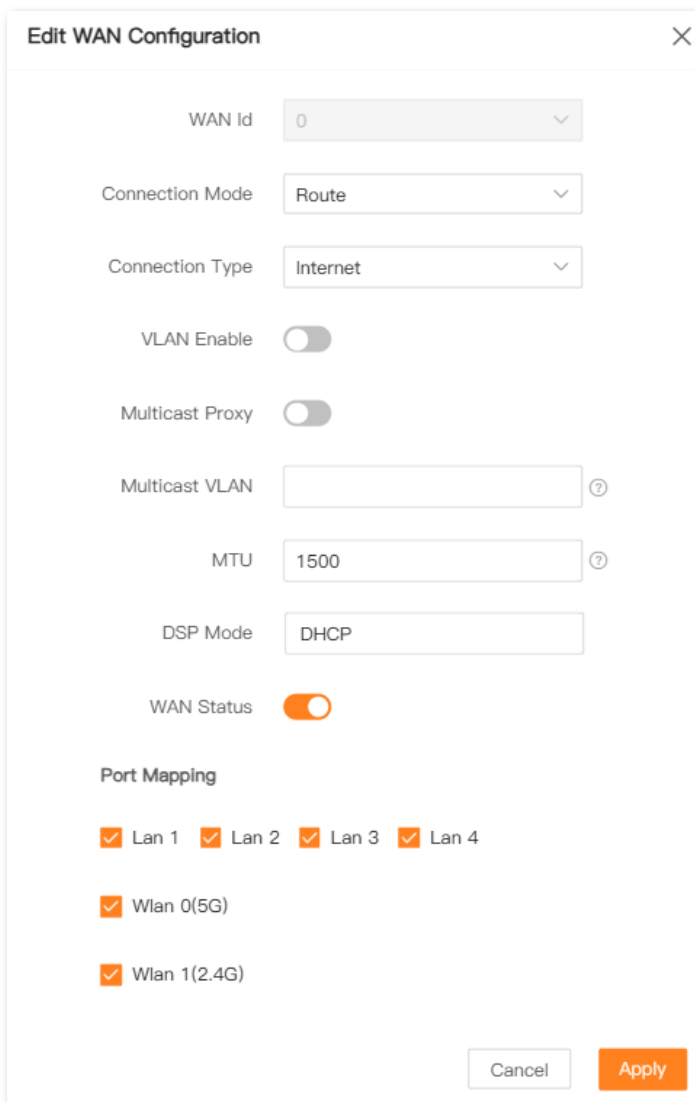 Edit WAN Configuration
WAN Id 0
Connection Mode Route
Connection Type Internet
VLAN Enable
Multicast Proxy
Multicast VLAN ?
MTU 1500 ?
DSP Mode DHCP
WAN Status
Port Mapping
Lan 1 Lan 2 Lan 3 Lan 4
Wlan 0(5G)
Wlan 1(2.4G)
Cancel Apply